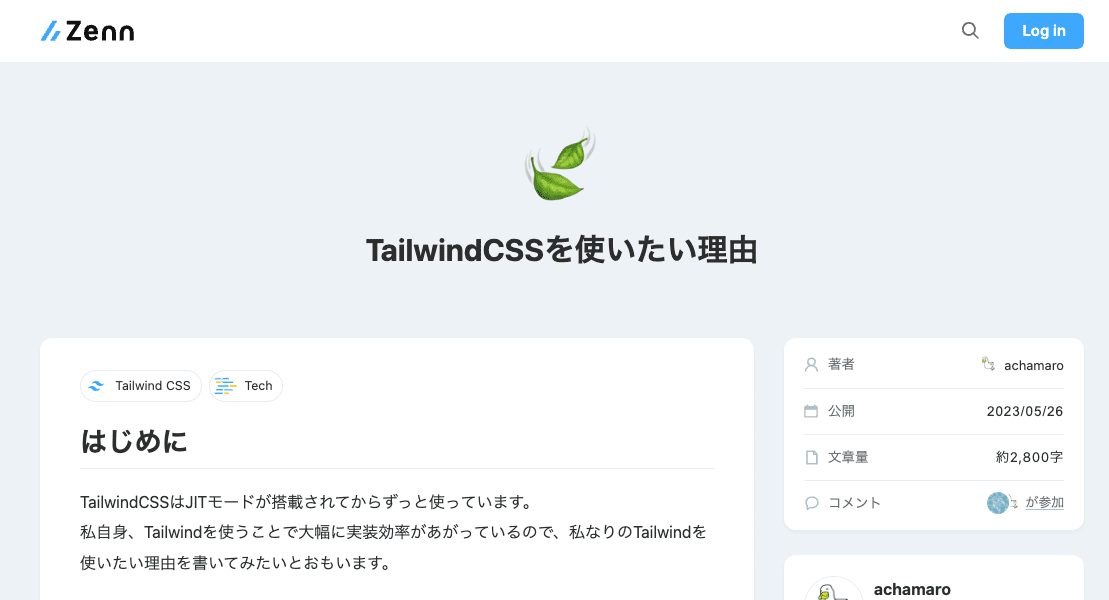 Zenn
Log in
TailwindCSSを使いたい理由
Tailwind CSS
Tech
はじめに
TailwindCSSはJITモードが搭載されてからずっと使っています。
私自身、Tailwindを使うことで大幅に実装効率があがっているので、私なりのTailwindを
使いたい理由を書いてみたいとおもいます。
著者 achamaro
公開 2023/05/26
文章量 約2,800字
コメント が参加
achamaro